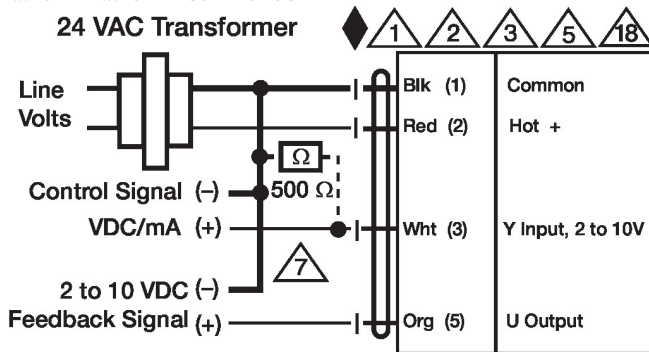 24 VAC Transformer
1 2 3 5 18
Line Volts
Blk (1) Common
Red (2) Hot +
Ω
500 Ω
Control Signal (–)
VDC/mA (+)
Wht (3) Y Input, 2 to 10V
7
2 to 10 VDC (–)
Feedback Signal (+)
Org (5) U Output